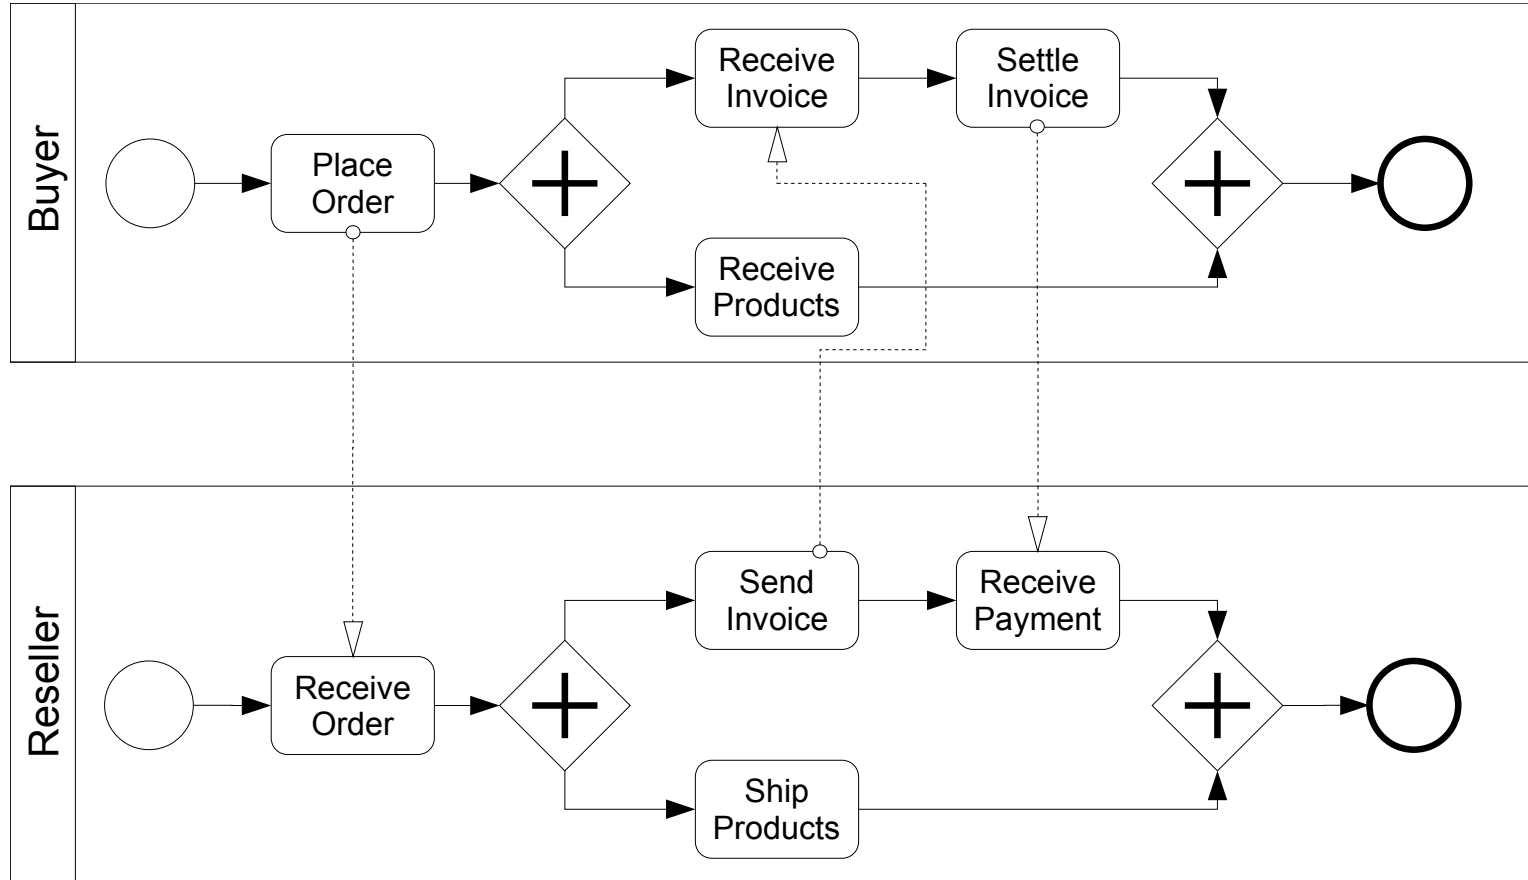 Buyer
Place
Order
Receive
Invoice
Settle
Invoice
Receive
Products
Reseller
Receive
Order
Send
Invoice
Receive
Payment
Ship
Products